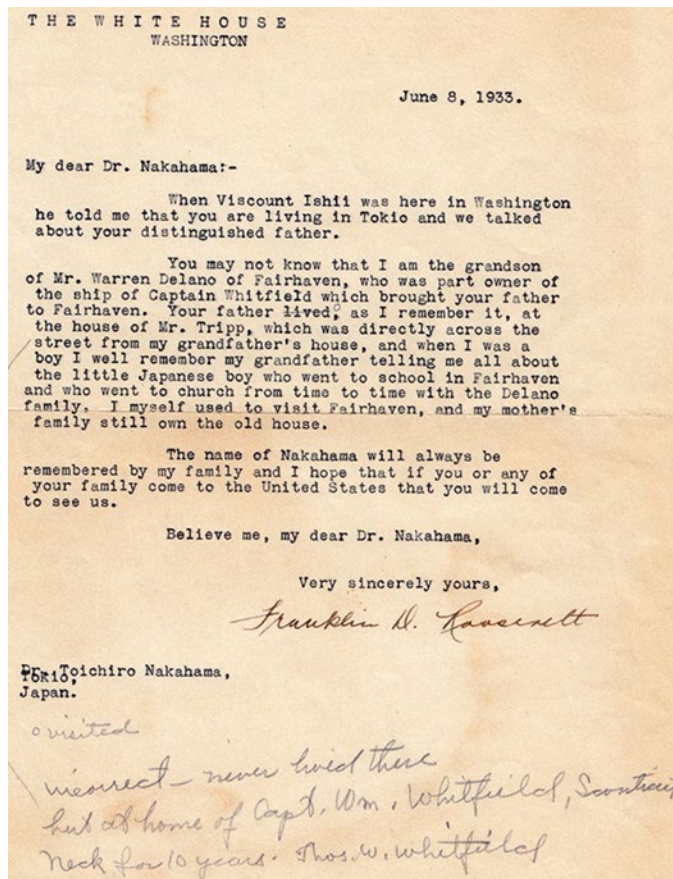 THE WHITE HOUSE
WASHINGTON
June 8, 1933.
My dear Dr. Nakahama:-
When Viscount Ishii was here in Washington
he told me that you are living in Tokio and we talked
about your distinguished father.
You may not know that I am the grandson
of Mr. Warren Delano of Fairhaven, who was part owner of
the ship of Captain Whitfield which brought your father
to Fairhaven. Your father lived, as I remember it, at
the house of Mr. Tripp, which was directly across the
street from my grandfather's house, and when I was a
boy I well remember my grandfather telling me all about
the little Japanese boy who went to school in Fairhaven
and who went to church from time to time with the Delano
family. I myself used to visit Fairhaven, and my mother's
family still own the old house.
The name of Nakahama will always be
remembered by my family and I hope that if you or any of
your family come to the United States that you will come
to see us.
Believe me, my dear Dr. Nakahama,
Very sincerely yours,
Franklin D. Roosevelt
Dr. Toichiro Nakahama,
Tokio,
Japan.
o visited
incorrect - never lived there
but at home of Capt. Wm. Whitfield,
Neck for 10 years. Thos. W. Whitfield